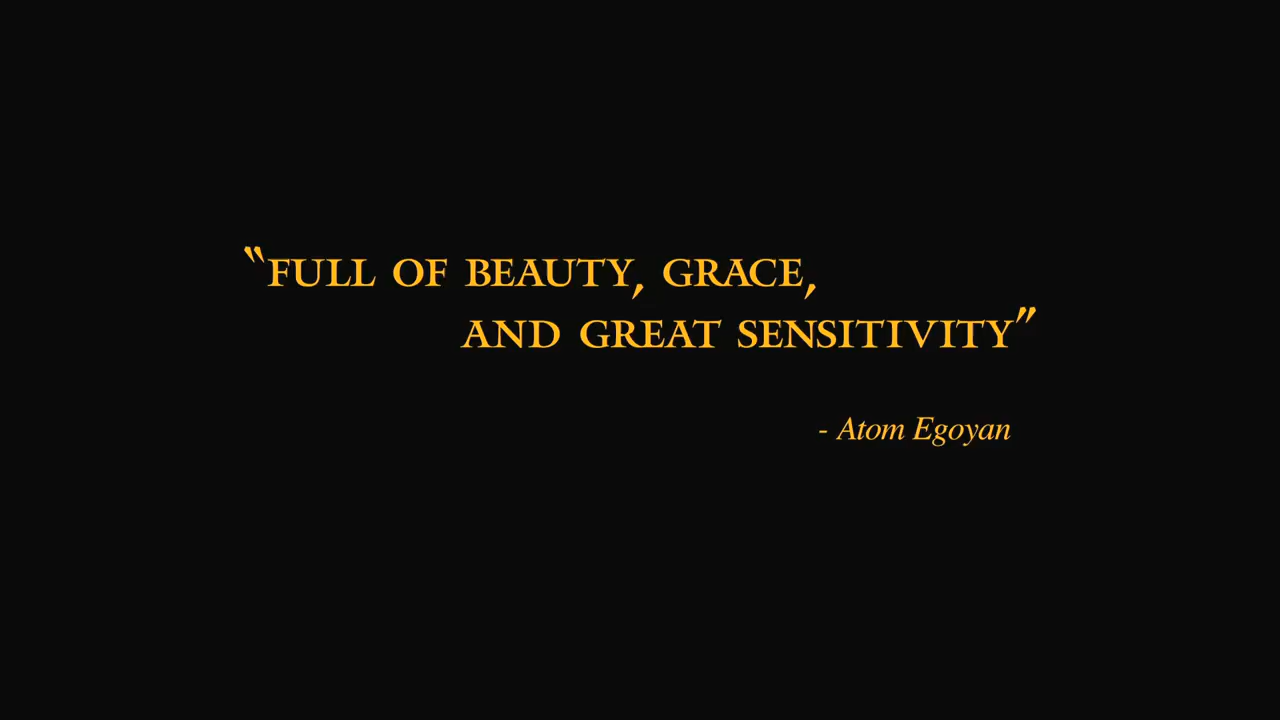 “FULL OF BEAUTY, GRACE,
AND GREAT SENSITIVITY”
- Atom Egoyan